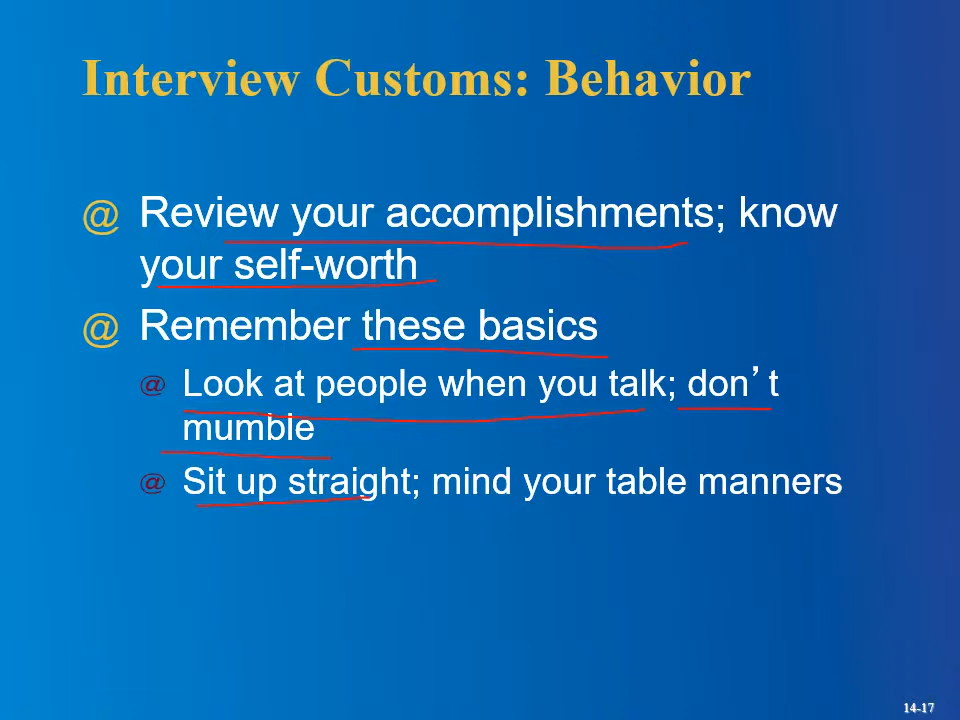 Interview Customs: Behavior
@ Review your accomplishments; know
your self-worth
@ Remember these basics
@ Look at people when you talk; don’t
mumble
@ Sit up straight; mind your table manners
14-17